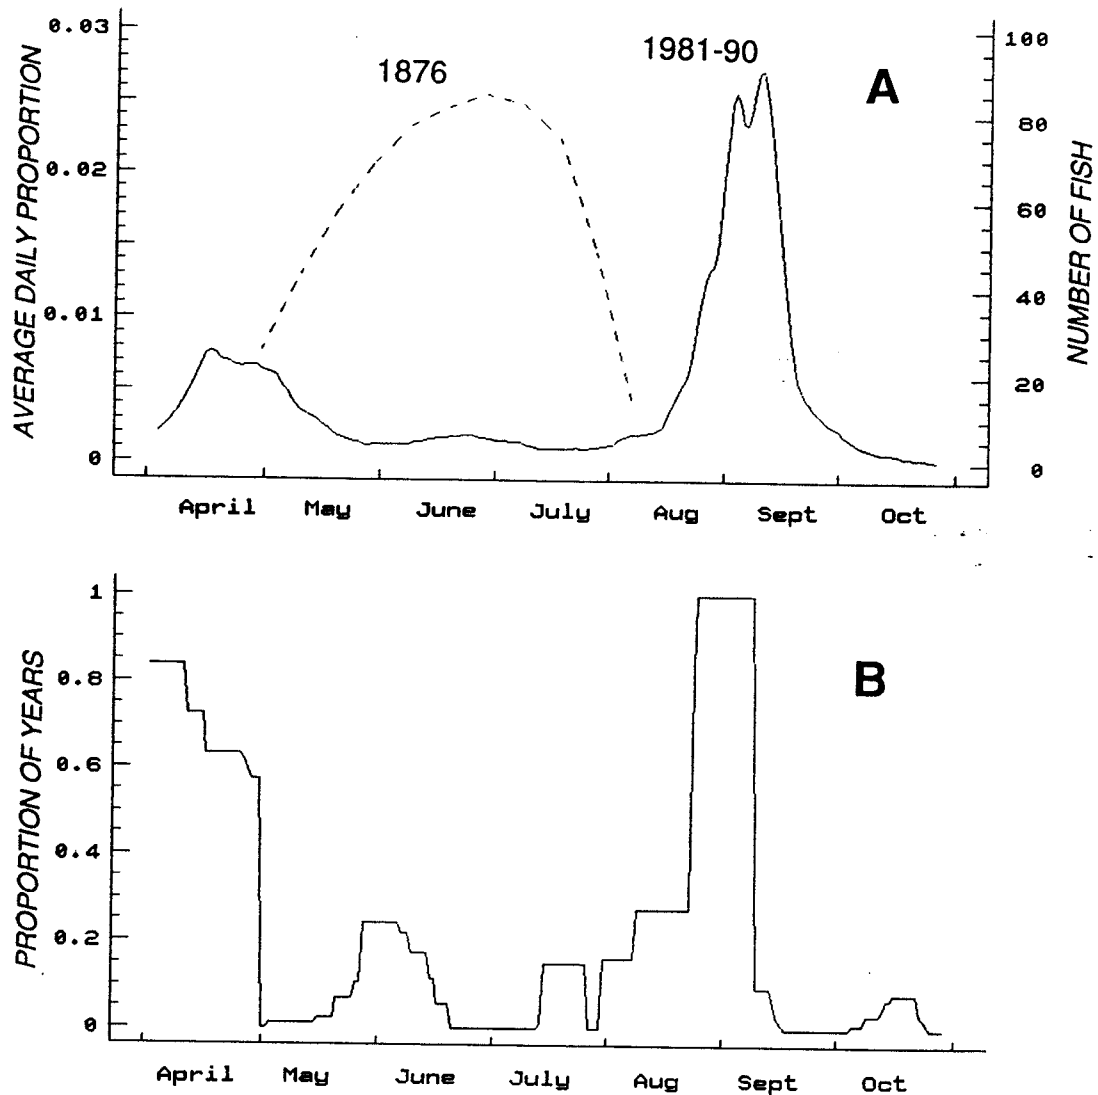 AVERAGE DAILY PROPORTION
0.03
0.02
0.01
0
1876
1981-90
A
100
80
60
40
20
0
NUMBER OF FISH
April May June July Aug Sept Oct
PROPORTION OF YEARS
1
0.8
0.6
0.4
0.2
0
B
April May June July Aug Sept Oct